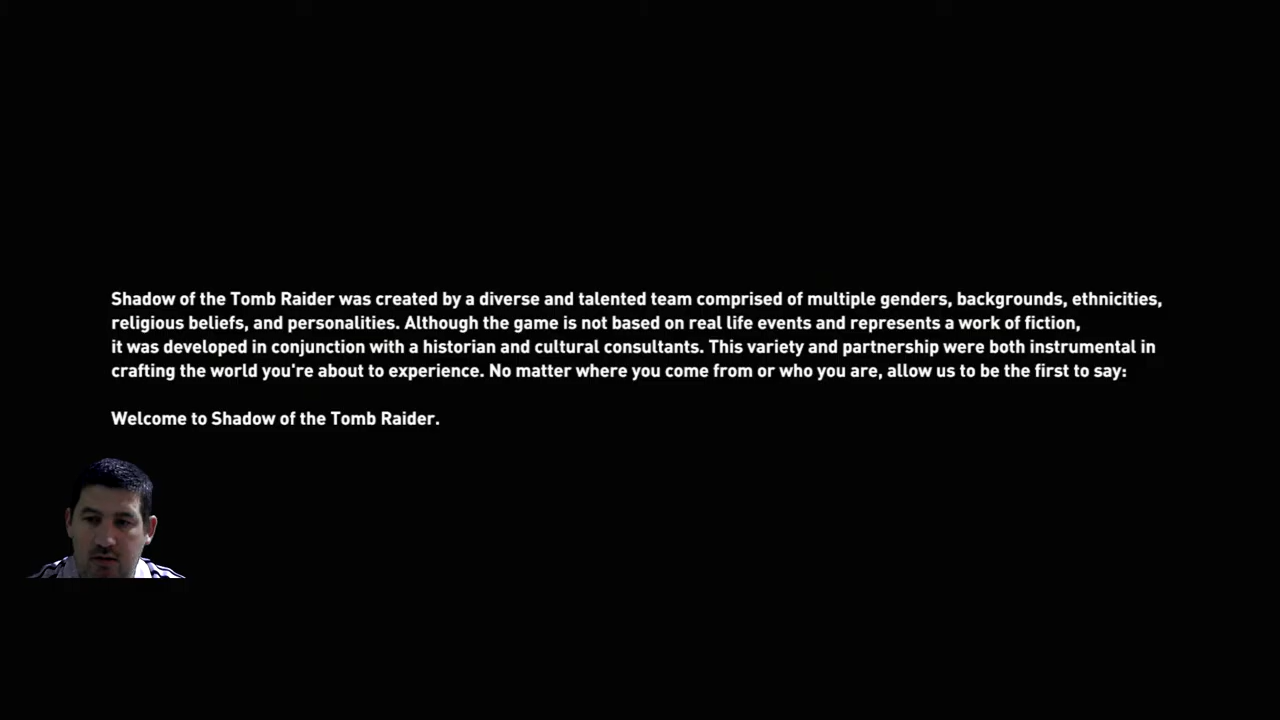 Shadow of the Tomb Raider was created by a diverse and talented team comprised of multiple genders, backgrounds, ethnicities,
religious beliefs, and personalities. Although the game is not based on real life events and represents a work of fiction,
it was developed in conjunction with a historian and cultural consultants. This variety and partnership were both instrumental in
crafting the world you're about to experience. No matter where you come from or who you are, allow us to be the first to say:
Welcome to Shadow of the Tomb Raider.